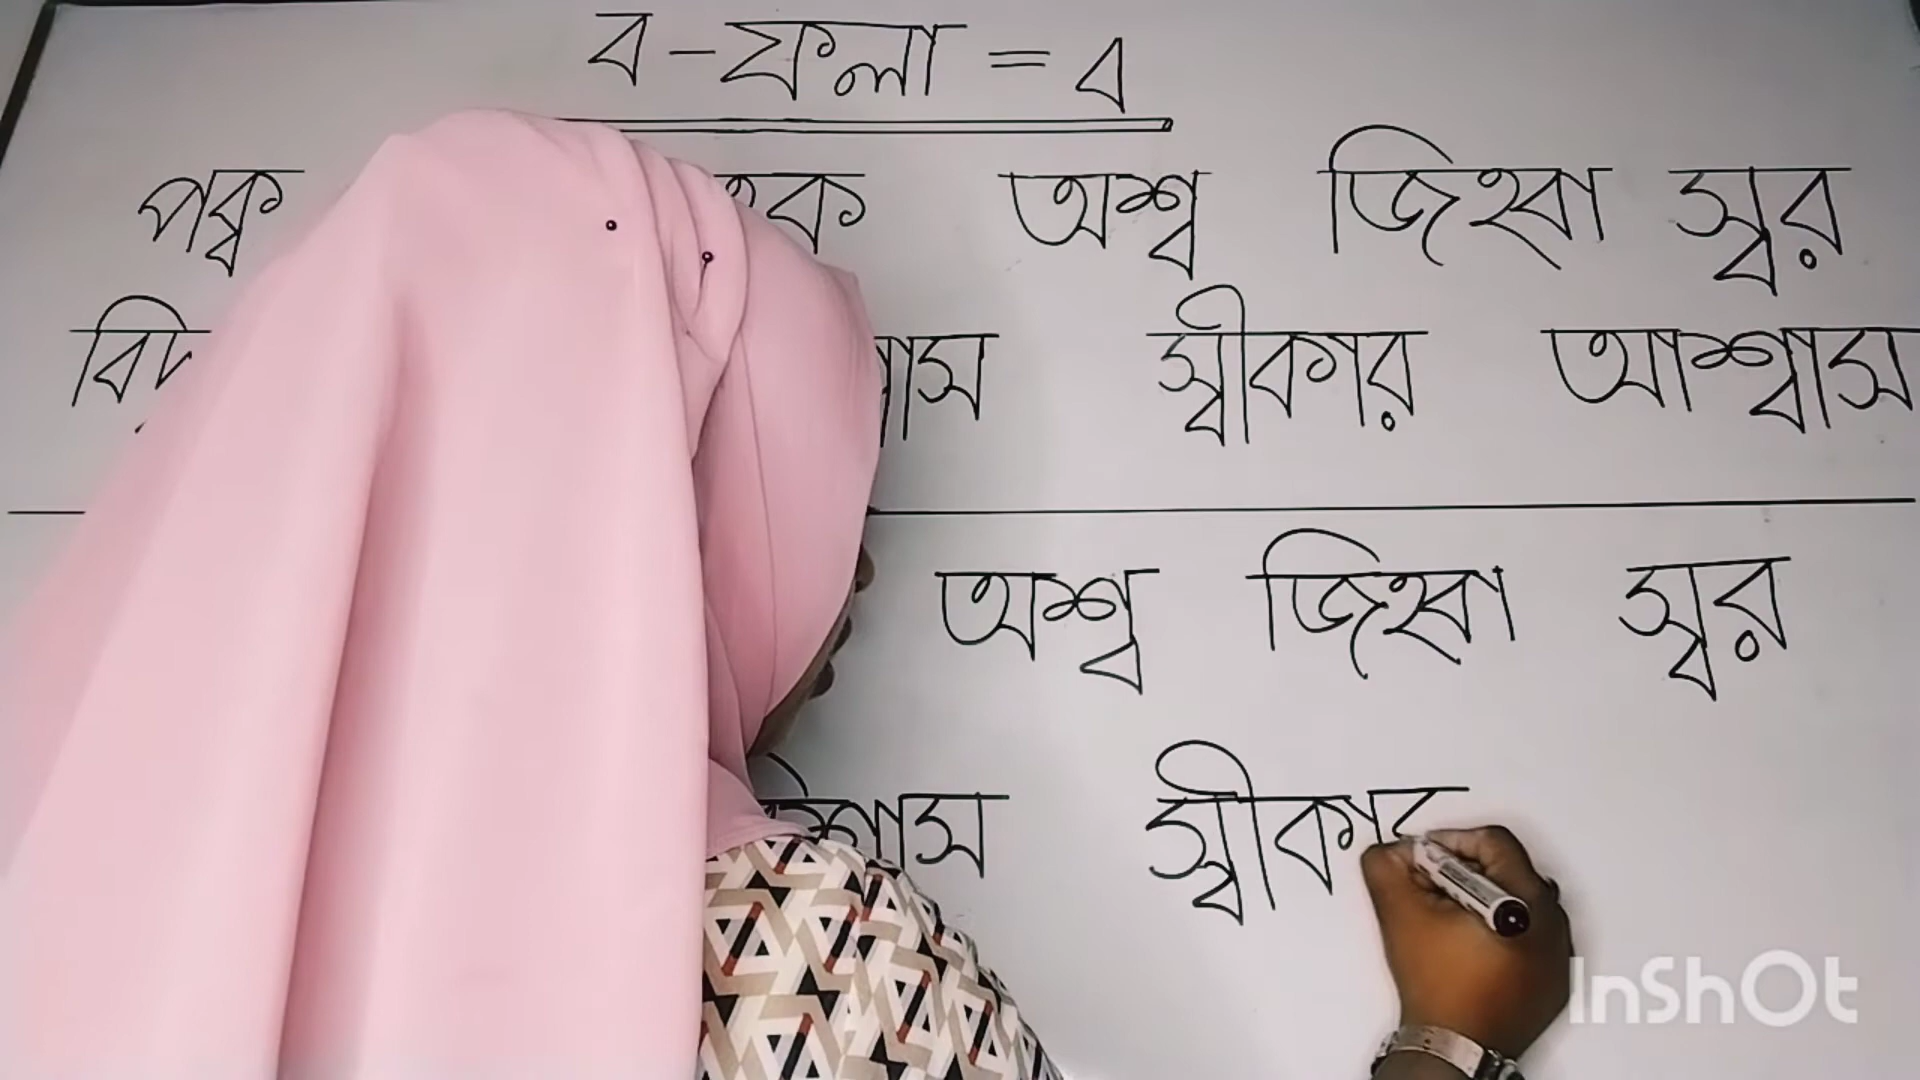 ব-ফলা = ব
পক্ব অশ্ব জিহ্বা স্বর
স্বীকার আশ্বাস
অশ্ব জিহ্বা স্বর
স্বীকার
InShOt